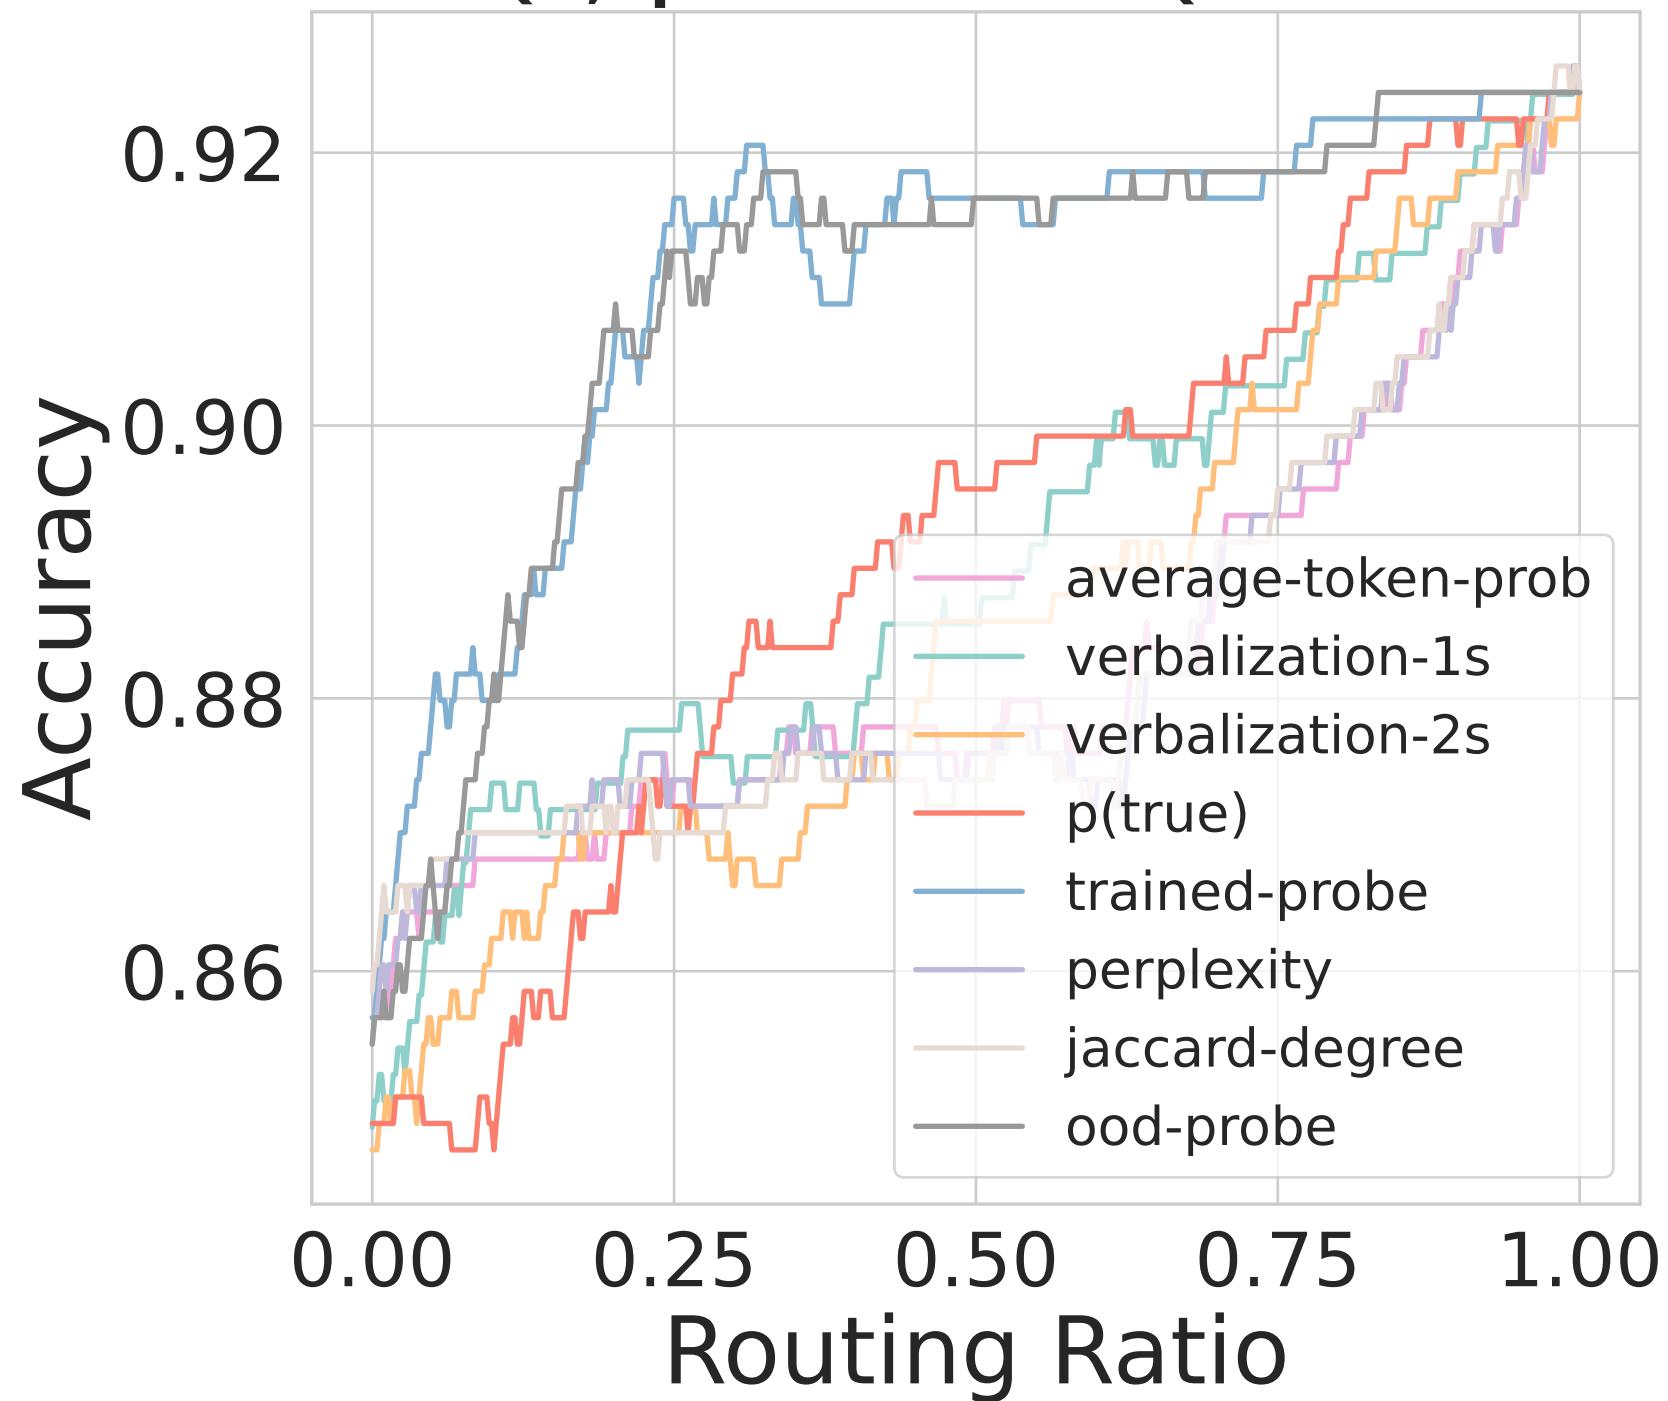 0.92
0.90
0.88
0.86
Accuracy
average-token-prob
verbalization-1s
verbalization-2s
p(true)
trained-probe
perplexity
jaccard-degree
ood-probe
0.00 0.25 0.50 0.75 1.00
Routing Ratio